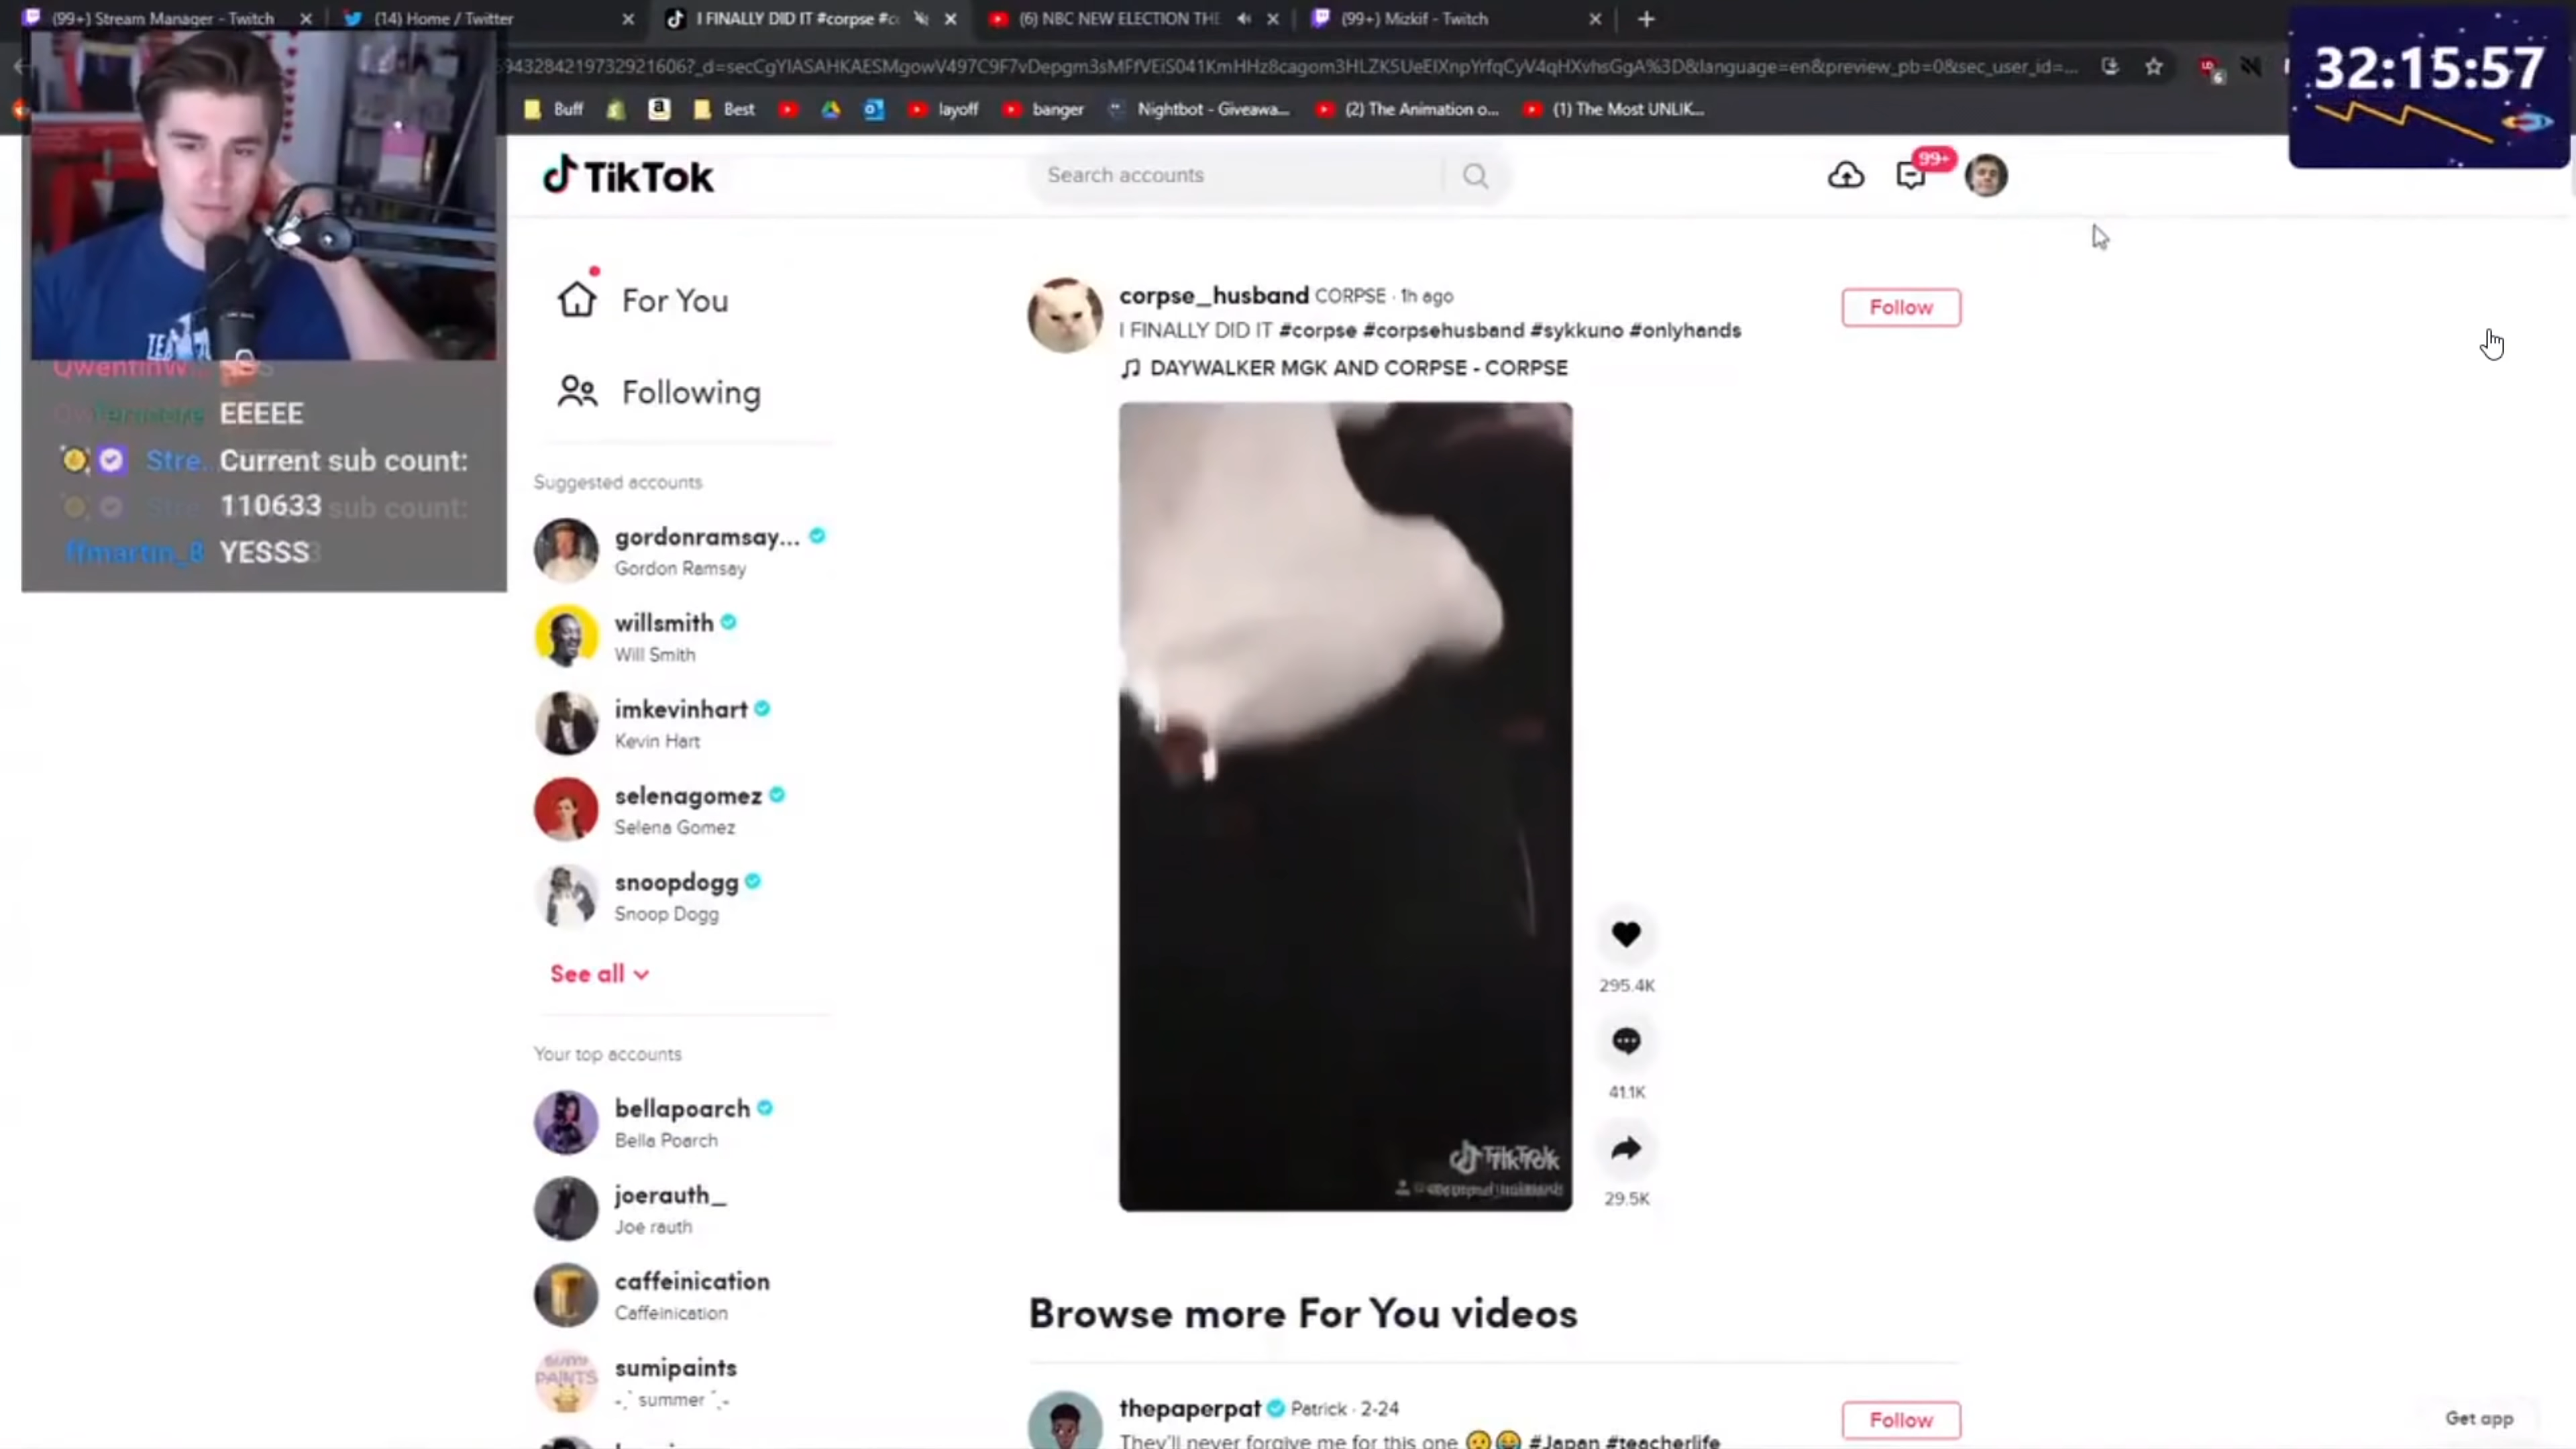 (99+) Stream Manager - Twitch
(14) Home / Twitter
I FINALLY DID IT #corpse #c
(6) NBC NEW ELECTION THE
(99+) Mizkif - Twitch
32:15:57
Buff
Best
layoff
banger
Nightbot - Giveawa...
(2) The Animation o...
(1) The Most UNLIK...
TikTok
Search accounts
99+
For You
Following
corpse_husband CORPSE · 1h ago
Follow
I FINALLY DID IT #corpse #corpsehusband #sykkuno #onlyhands
DAYWALKER MGK AND CORPSE - CORPSE
EEEEE
Stre... Current sub count:
110633
ffmartin_8 YESSS
Suggested accounts
gordonramsay...
Gordon Ramsay
willsmith
Will Smith
imkevinhart
Kevin Hart
selenagomez
Selena Gomez
snoopdogg
Snoop Dogg
See all
295.4K
41.1K
29.5K
TikTok
Your top accounts
bellapoarch
Bella Poarch
joerauth_
Joe rauth
caffeinication
Caffeinication
sumipaints
summer
Browse more For You videos
thepaperpat Patrick · 2-24
Follow
They'll never forgive me for this one 😢😂 #Japan #teacherlife
Get app